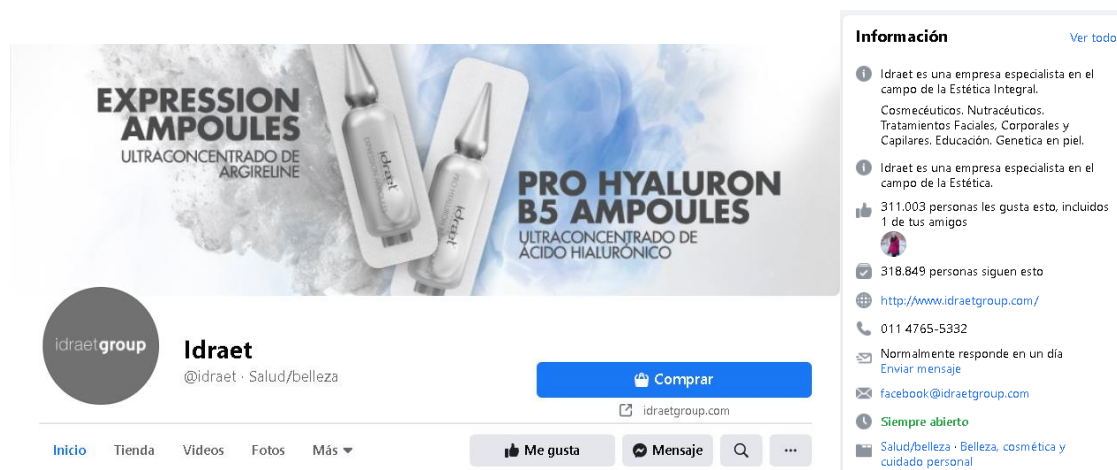 EXPRESSION
AMPOULES
ULTRACONCENTRADO DE
ARGIRELINE
idraet
EXPRESSION AMPOULES
idraet
PRO HYALURON
B5 AMPOULES
ULTRACONCENTRADO DE
ÁCIDO HIALURÓNICO
idraetgroup
Idraet
@idraet · Salud/belleza
Comprar
idraetgroup.com
Inicio
Tienda
Videos
Fotos
Más
Me gusta
Mensaje
Información
Ver todo
Idraet es una empresa especialista en el
campo de la Estética Integral.
Cosmecéuticos. Nutracéuticos.
Tratamientos Faciales, Corporales y
Capilares. Educación. Genetica en piel.
Idraet es una empresa especialista en el
campo de la Estética.
311.003 personas les gusta esto, incluidos
1 de tus amigos
318.849 personas siguen esto
http://www.idraetgroup.com/
011 4765-5332
Normalmente responde en un día
Enviar mensaje
facebook@idraetgroup.com
Siempre abierto
Salud/belleza · Belleza, cosmética y
cuidado personal